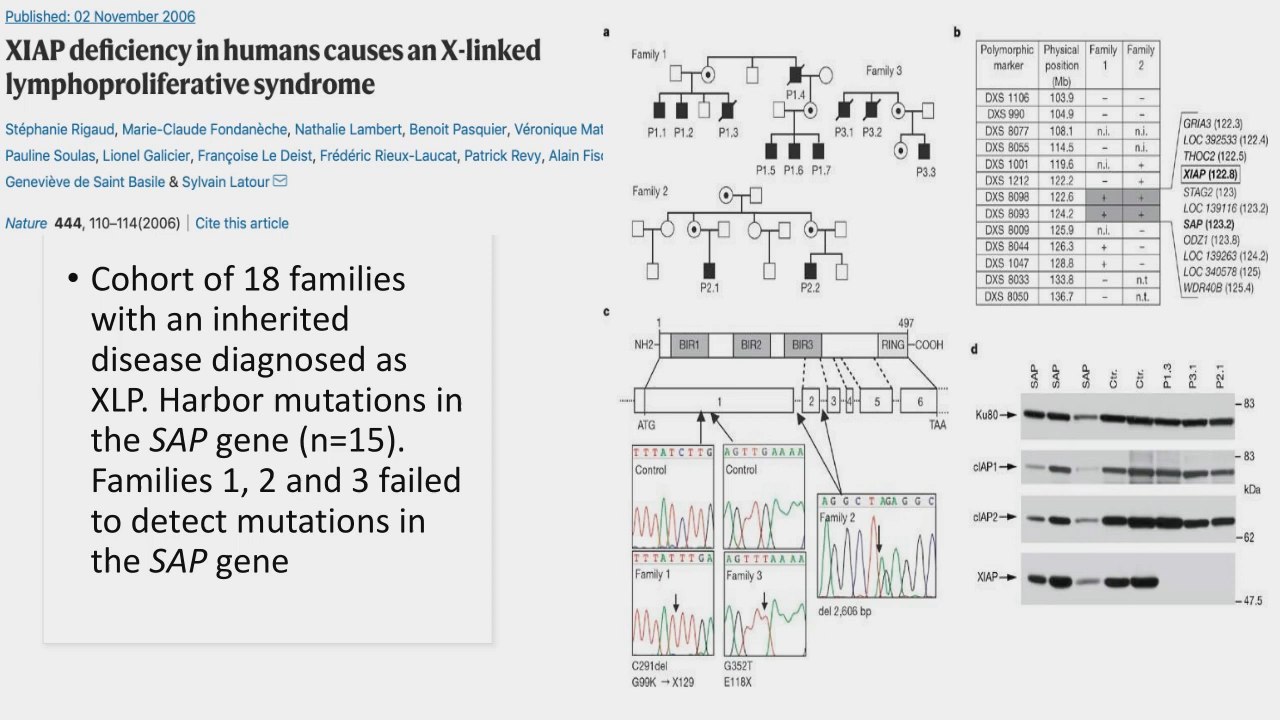 Published: 02 November 2006
XIAP deficiency in humans causes an X-linked
lymphoproliferative syndrome
Stéphanie Rigaud, Marie-Claude Fondanèche, Nathalie Lambert, Benoit Pasquier, Véronique Mat
Pauline Soulas, Lionel Galicier, Françoise Le Deist, Frédéric Rieux-Laucat, Patrick Revy, Alain Fisc
Geneviève de Saint Basile & Sylvain Latour
Nature 444, 110–114(2006) | Cite this article
• Cohort of 18 families
with an inherited
disease diagnosed as
XLP. Harbor mutations in
the SAP gene (n=15).
Families 1, 2 and 3 failed
to detect mutations in
the SAP gene
a
Family 1
Family 3
P1.4
P1.1 P1.2 P1.3
P3.1 P3.2
P1.5 P1.6 P1.7
P3.3
Family 2
P2.1 P2.2
b
Polymorphic marker Physical position (Mb) Family 1 Family 2
DXS 1106 103.9 – –
DXS 990 104.9 – –
DXS 8077 108.1 n.i. n.i.
DXS 8055 114.5 – n.i.
DXS 1001 119.6 n.i. +
DXS 1212 122.2 – +
DXS 8098 122.6 + +
DXS 8093 124.2 + +
DXS 8009 125.9 n.i. –
DXS 8044 126.3 + –
DXS 1047 128.8 + –
DXS 8033 133.8 – n.t
DXS 8050 136.7 – n.t.
GRIA3 (122.3)
LOC 392533 (122.4)
THOC2 (122.5)
XIAP (122.8)
STAG2 (123)
LOC 139116 (123.2)
SAP (123.2)
ODZ1 (123.8)
LOC 139263 (124.2)
LOC 340578 (125)
WDR40B (125.4)
c
1 497
NH2 BIR1 BIR2 BIR3 RING COOH
1 2 3 4 5 6
ATG TAA
T T T A T C T T G
Control
A G T T G A A A A
Control
A G G C T A G A G G C
Family 2
del 2,606 bp
T T T A T T T G A
Family 1
A G T T T A A A A
Family 3
C291del
G99K → X129
G352T
E118X
d
SAP SAP SAP Ctr. Ctr. P1.3 P3.1 P2.1
Ku80 83
cIAP1 83
kDa
cIAP2
62
XIAP
47.5